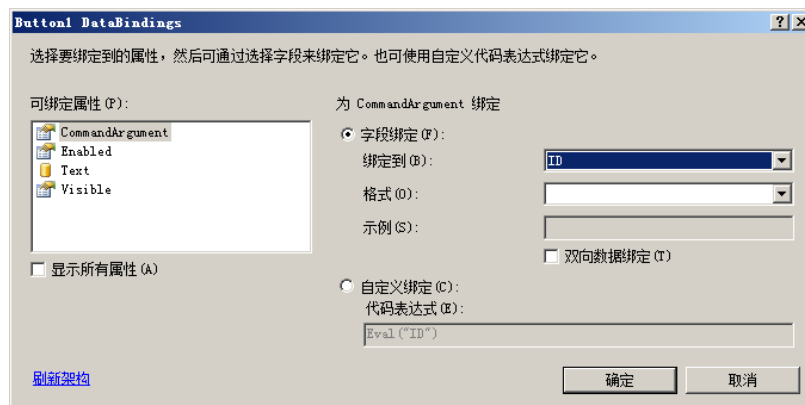 Button1 DataBindings
选择要绑定到的属性，然后可通过选择字段来绑定它。也可使用自定义代码表达式绑定它。
可绑定属性(P):
CommandArgument
Enabled
Text
Visible
显示所有属性(A)
为 CommandArgument 绑定
字段绑定(F):
绑定到(B):
ID
格式(O):
示例(S):
双向数据绑定(T)
自定义绑定(C):
代码表达式(E):
Eval("ID")
刷新架构
确定
取消